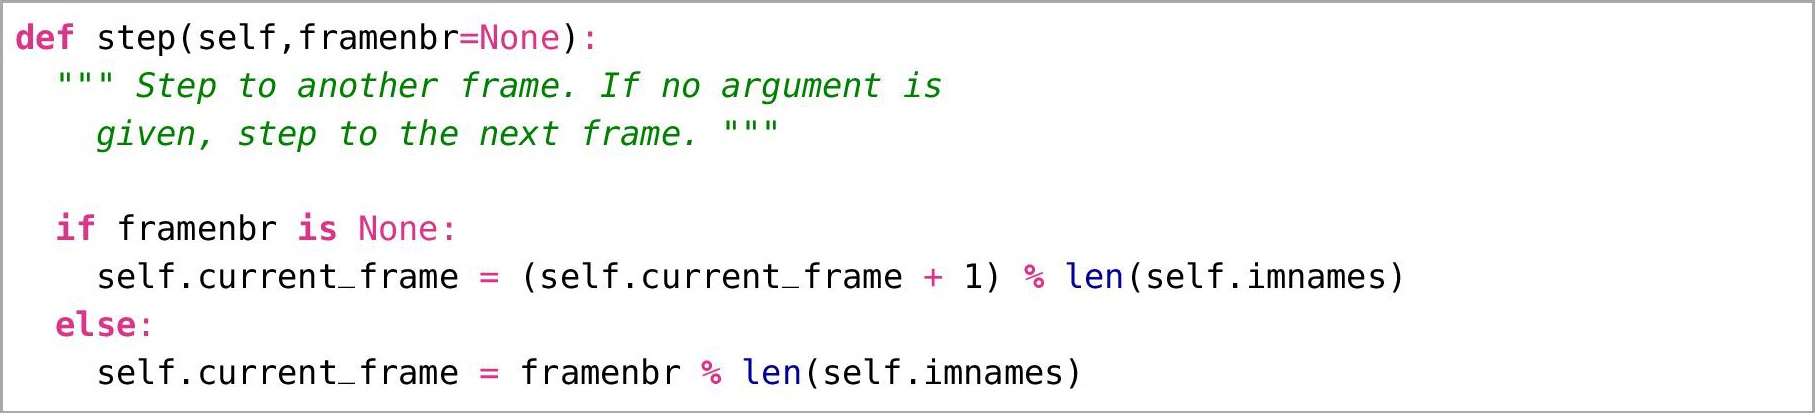 def step(self,framenbr=None):
  """ Step to another frame. If no argument is
    given, step to the next frame. """

  if framenbr is None:
    self.current_frame = (self.current_frame + 1) % len(self.imnames)
  else:
    self.current_frame = framenbr % len(self.imnames)